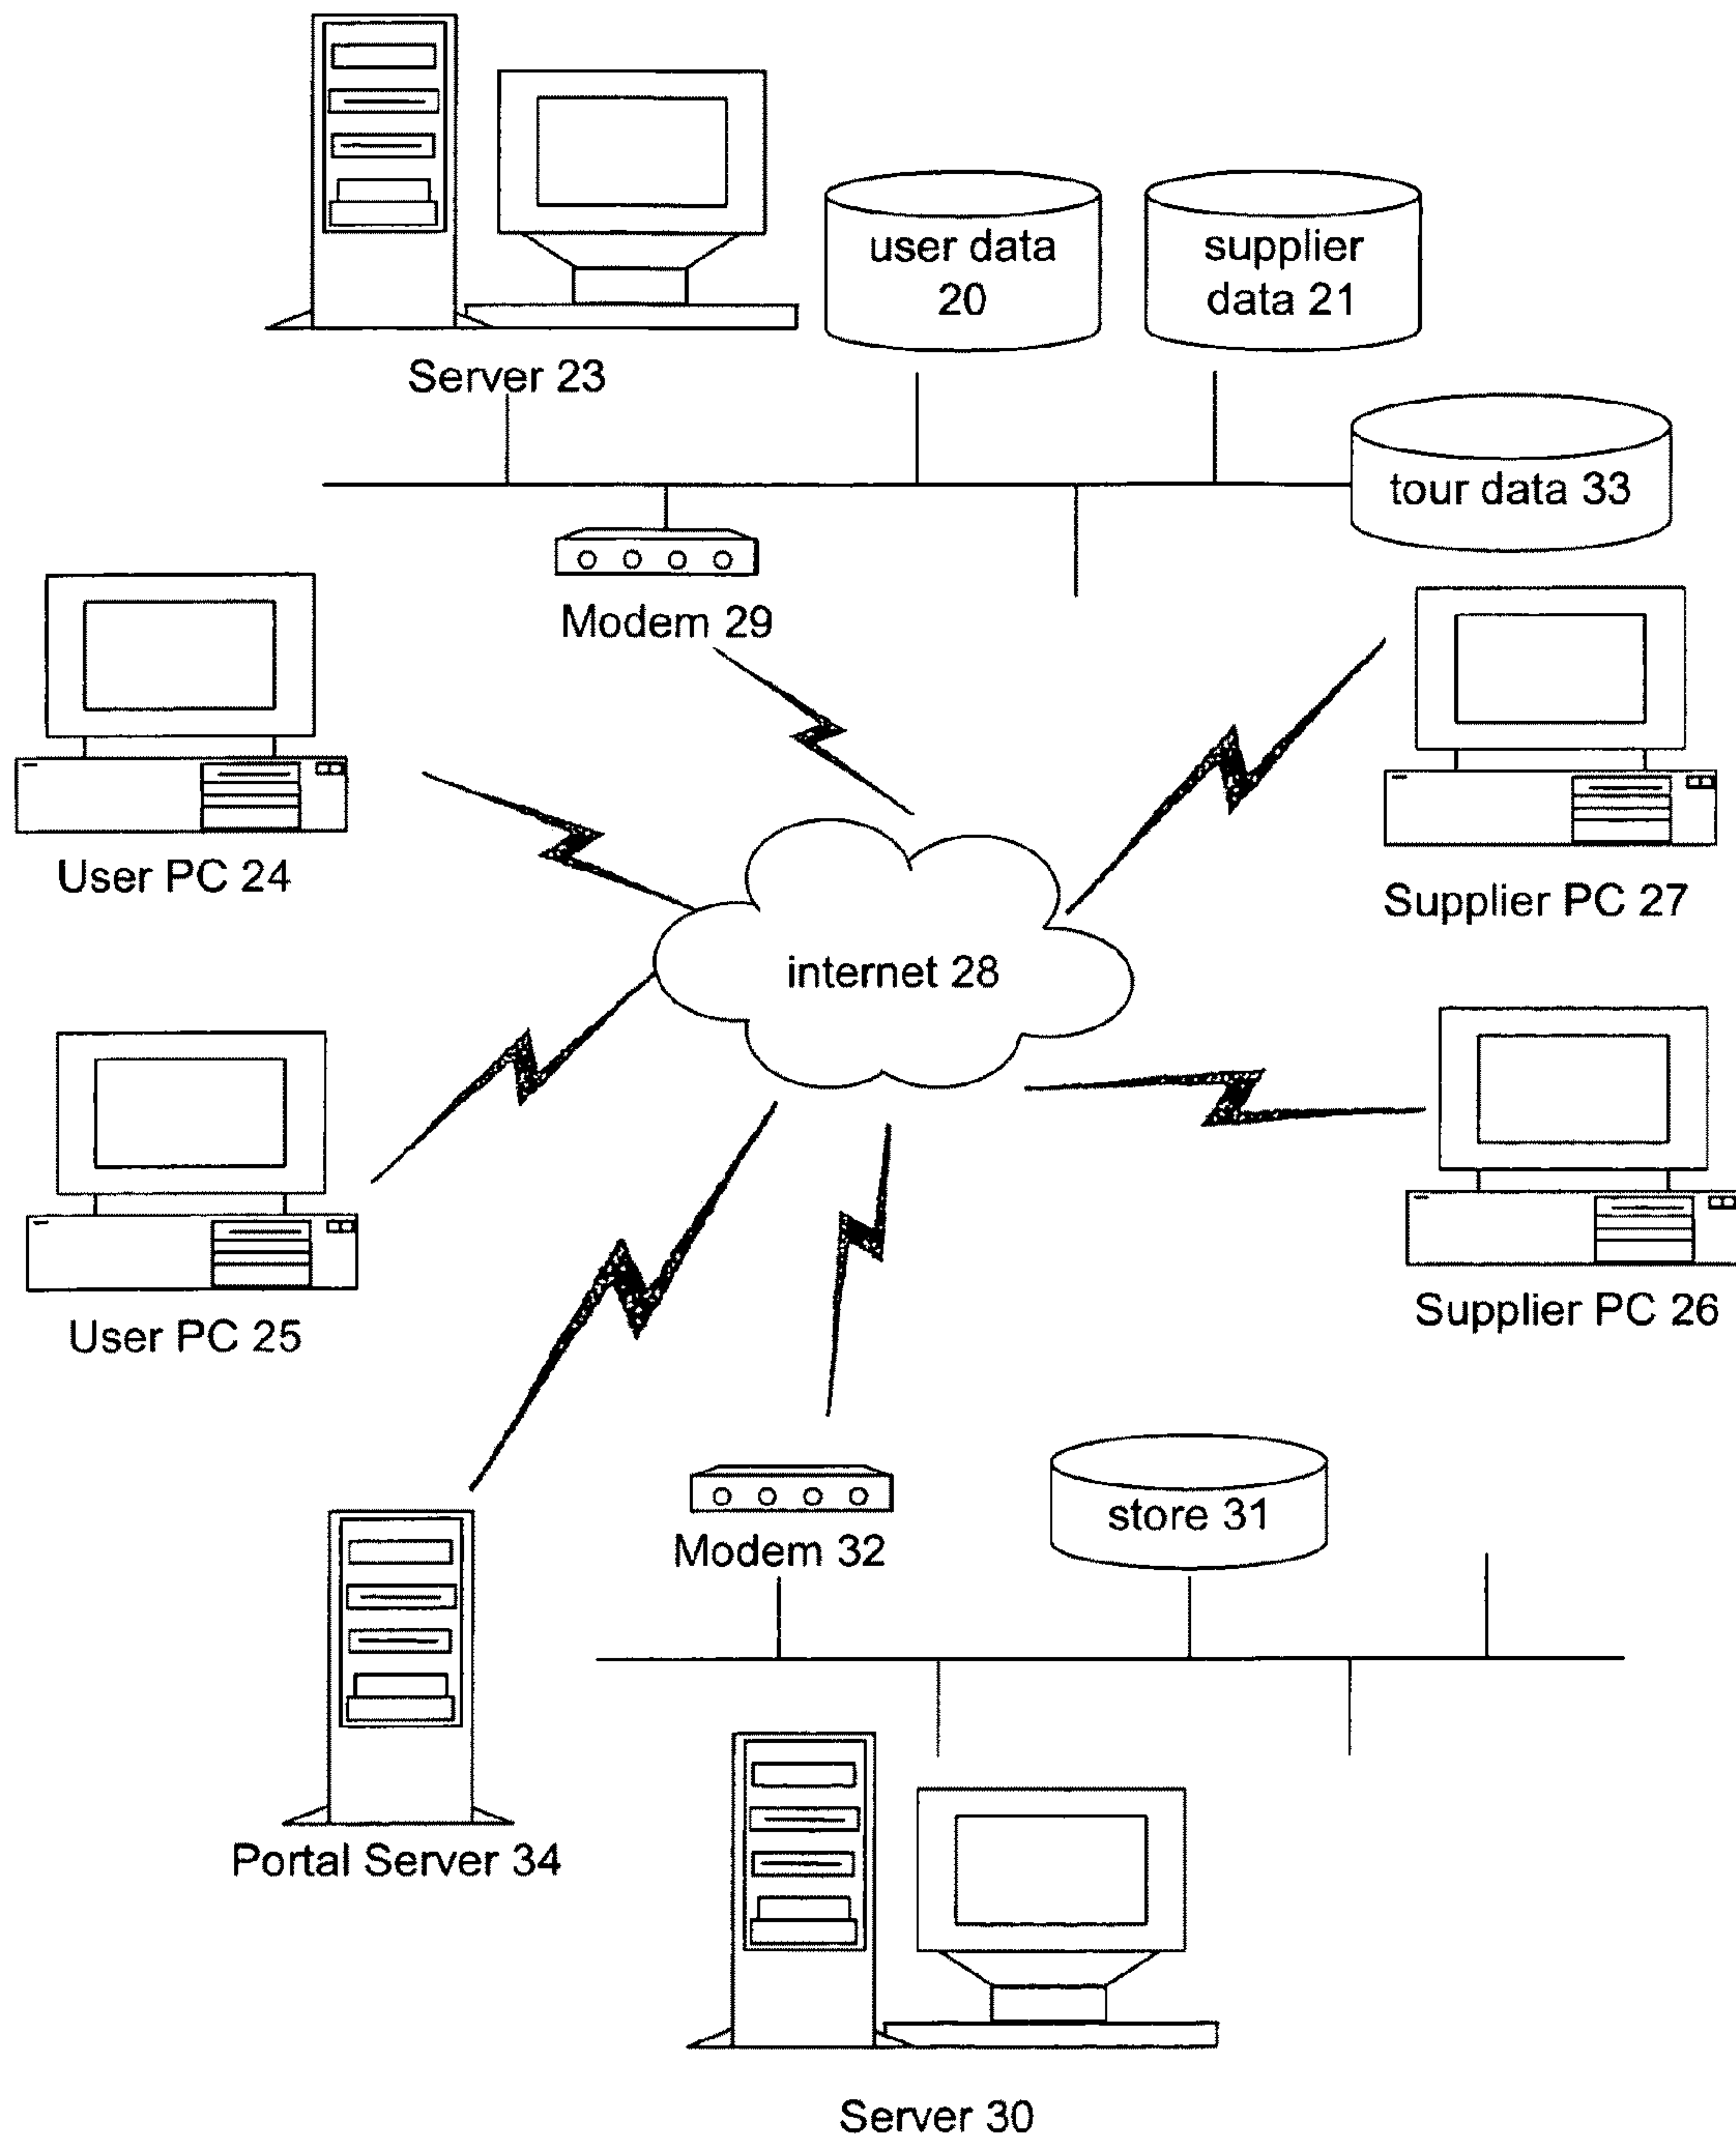 user data
20
supplier
data 21
Server 23
tour data 33
Modem 29
User PC 24
Supplier PC 27
internet 28
User PC 25
Supplier PC 26
store 31
Modem 32
Portal Server 34
Server 30